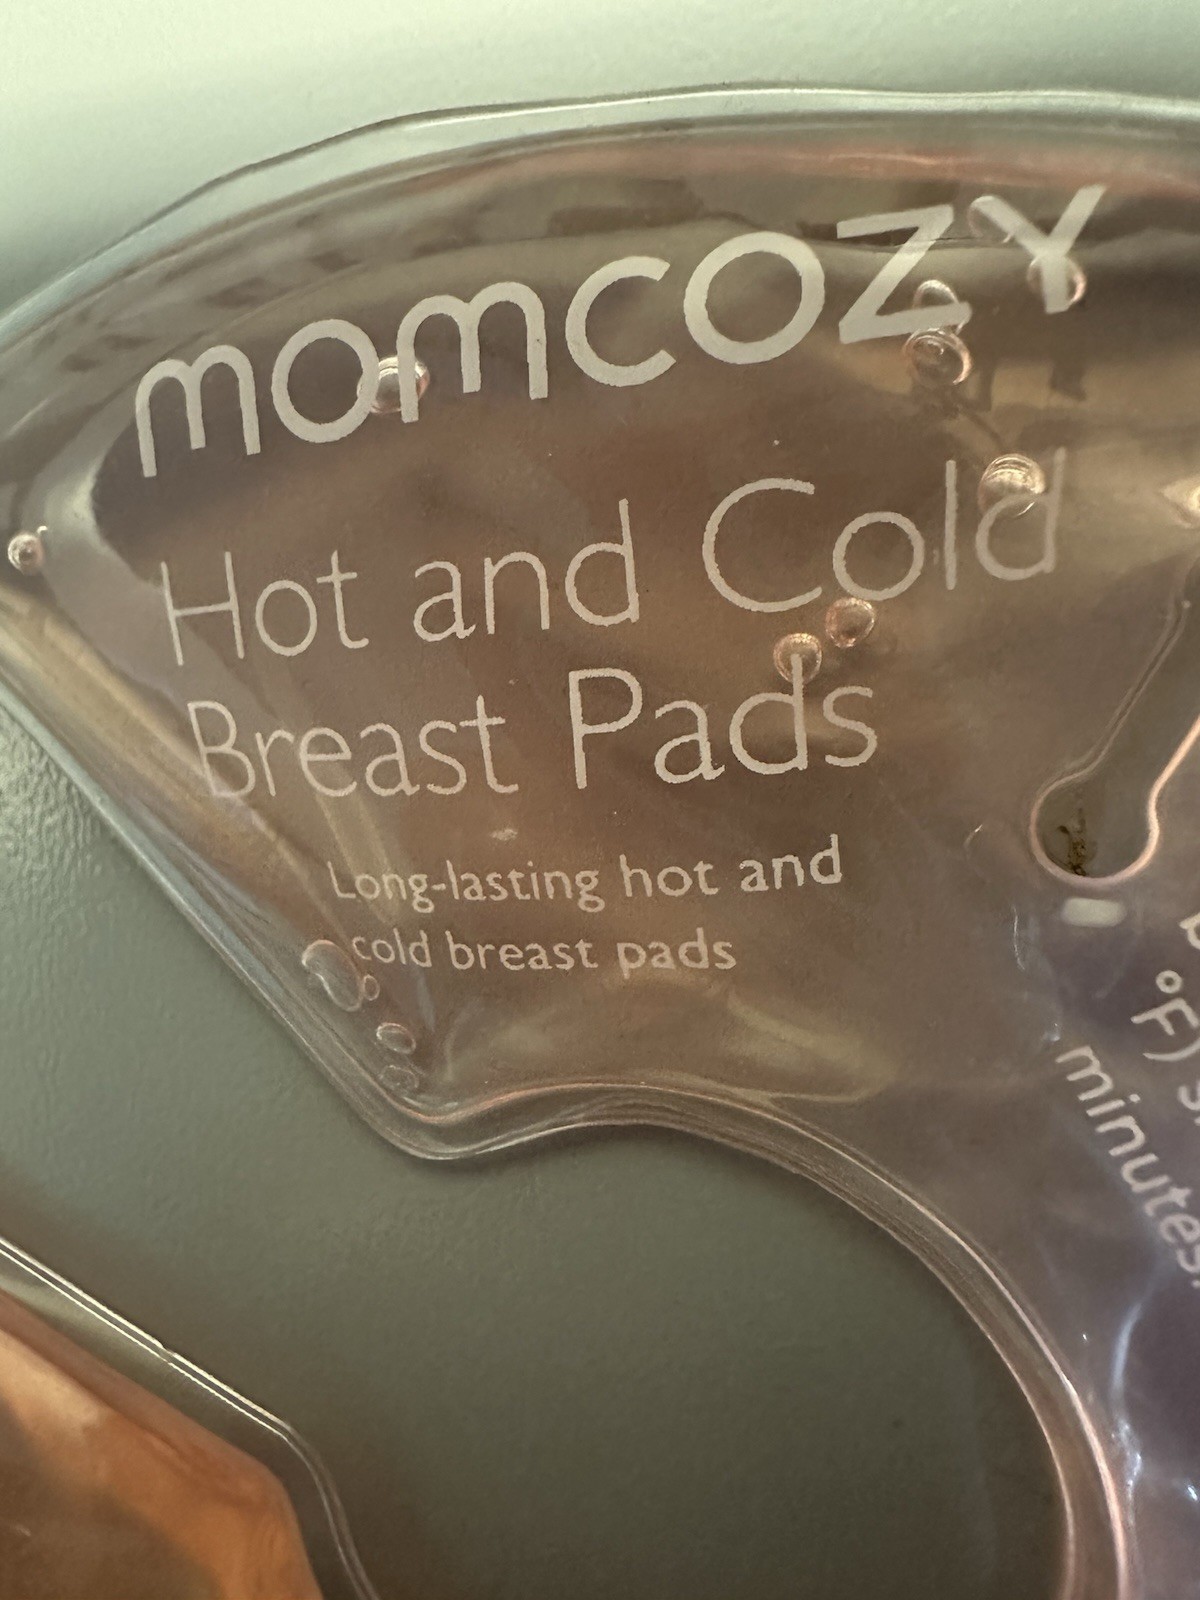 momcozy
Hot and Cold
Breast Pads
Long-lasting hot and
cold breast pads
°F)
minutes